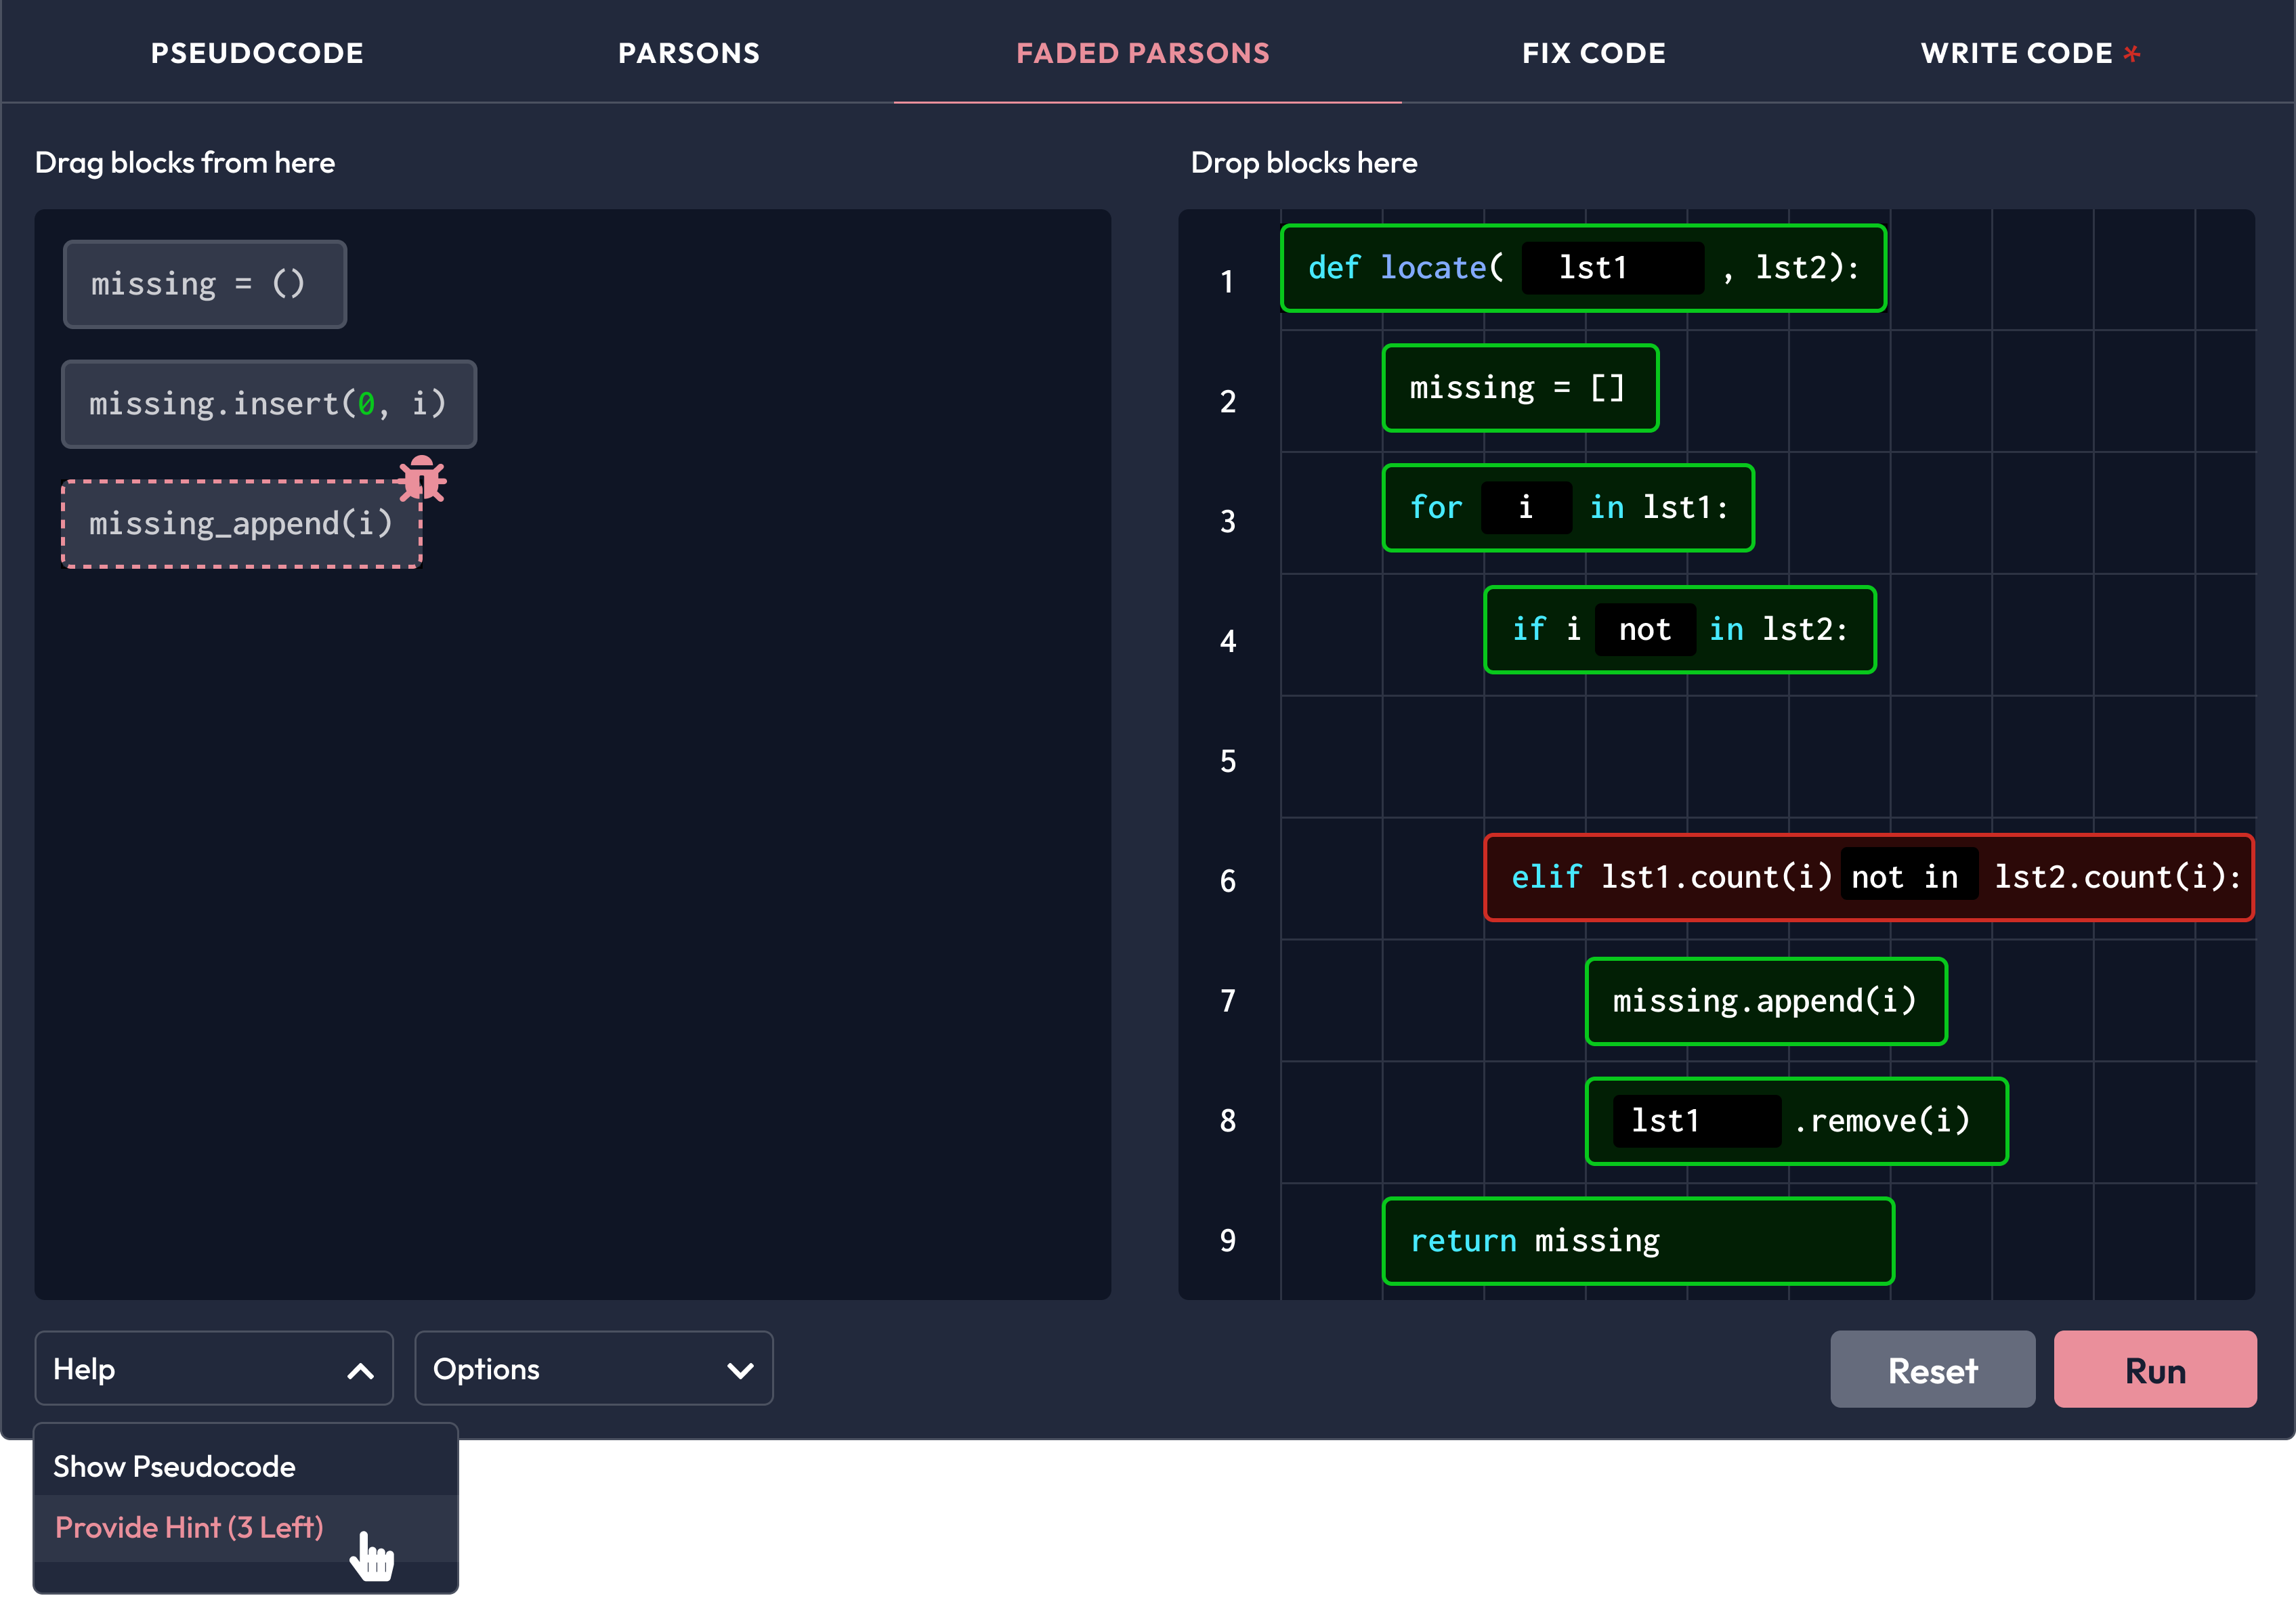 PSEUDOCODE PARSONS FADED PARSONS FIX CODE WRITE CODE *
Drag blocks from here
missing = ()
missing.insert(0, i)
missing_append(i)
Drop blocks here
1 def locate( lst1 , lst2):
2 missing = []
3 for i in lst1:
4 if i not in lst2:
5
6 elif lst1.count(i) not in lst2.count(i):
7 missing.append(i)
8 lst1 .remove(i)
9 return missing
Help Options Reset Run
Show Pseudocode
Provide Hint (3 Left)